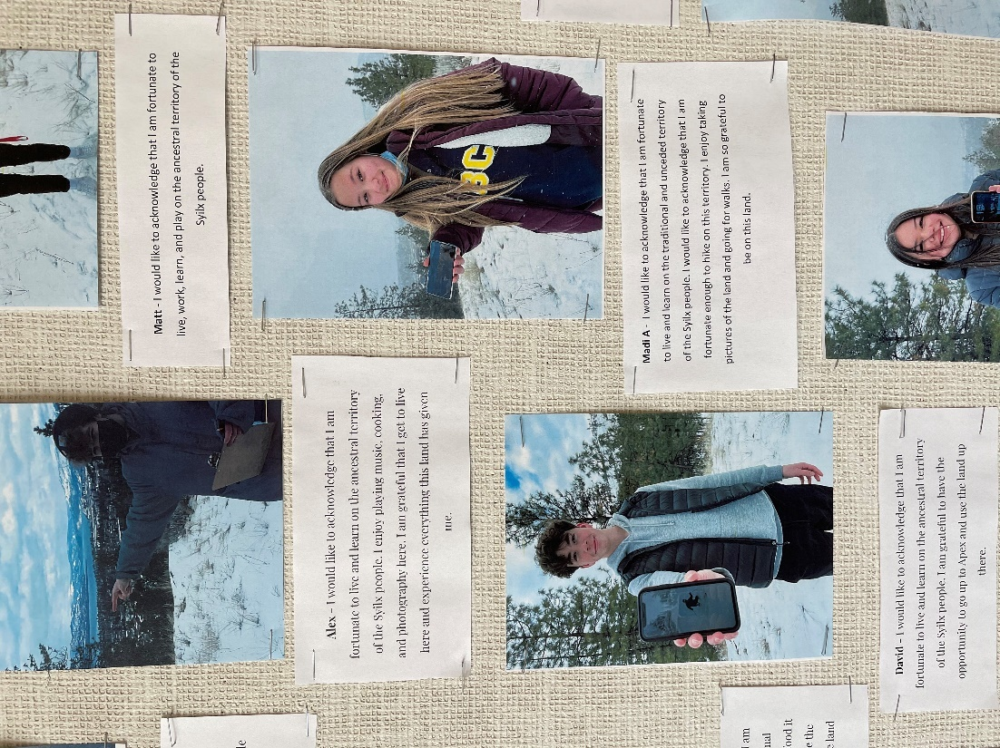 Matt - I would like to acknowledge that I am fortunate to
live, work, learn, and play on the ancestral territory of the
Syilx people.
Alex - I would like to acknowledge that I am
fortunate to live and learn on the ancestral territory
of the Syilx people. I enjoy playing music, cooking,
and photography here. I am grateful that I get to live
here and experience everything this land has given
me.
BC
Madi A - I would like to acknowledge that I am fortunate
to live and learn on the traditional and unceded territory
of the Syilx people. I would like to acknowledge that I am
fortunate enough to hike on this territory. I enjoy taking
pictures of the land and going for walks. I am so grateful to
be on this land.
I am
food it
the
land
David - I would like to acknowledge that I am
fortunate to live and learn on the ancestral territory
of the Syilx people. I am grateful to have the
opportunity to go up to Apex and use the land up
there.